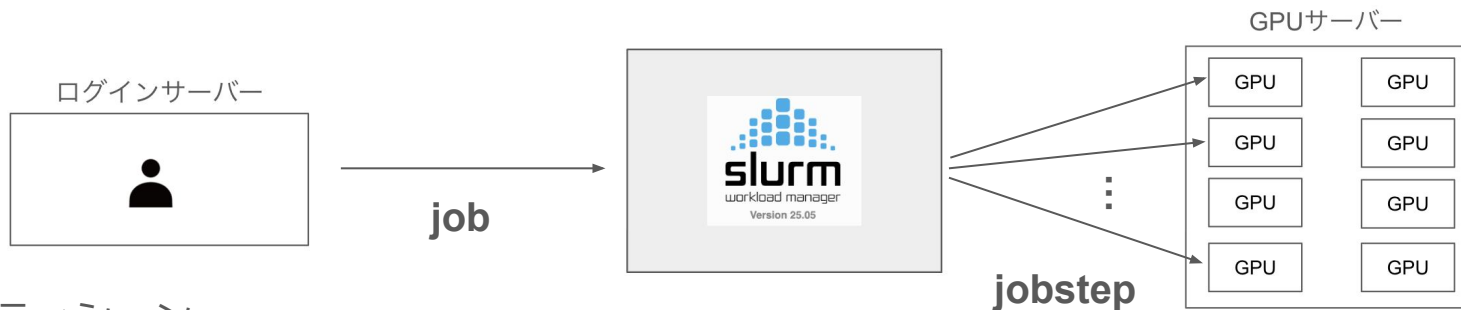 GPUサーバー
ログインサーバー
GPU GPU
GPU GPU
GPU GPU
GPU GPU
slurm
workload manager
Version 25.05
job
jobstep